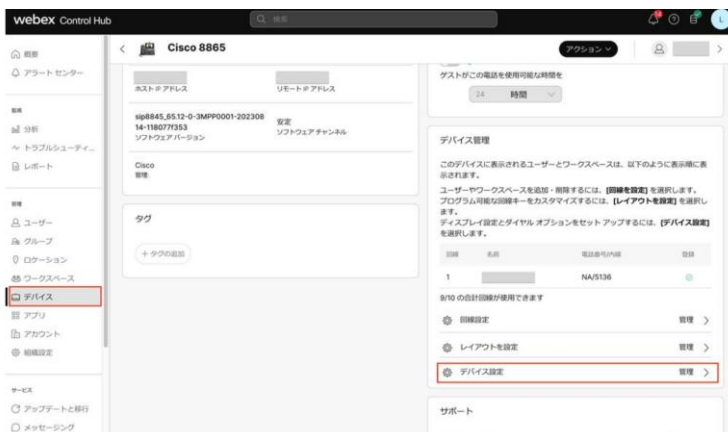 webex Control Hub
検索
L
概要
アラート センター
監視
分析
トラブルシューティ...
レポート
管理
ユーザー
グループ
ロケーション
ワークスペース
デバイス
アプリ
アカウント
組織設定
サービス
アップデートと移行
メッセージング
Cisco 8865
アクション
ホスト IP アドレス
リモート IP アドレス
sip8845_65.12-0-3MPP0001-202308
14-118077f353
ソフトウェア バージョン
安定
ソフトウェア チャンネル
Cisco
管理:
タグ
+ タグの追加
ゲストがこの電話を使用可能な時間を
24 時間
デバイス管理
このデバイスに表示されるユーザーとワークスペースは、以下のように表示順に表
示されます。
ユーザーやワークスペースを追加・削除するには、[回線を設定] を選択します。
プログラム可能な回線キーをカスタマイズするには、[レイアウトを設定] を選択し
ます。
ディスプレイ設定とダイヤル オプションをセット アップするには、[デバイス設定]
を選択します。
回線 名前 電話番号/内線 登録
1 NA/5136
9/10 の合計回線が使用できます
回線設定 管理
レイアウトを設定 管理
デバイス設定 管理
サポート